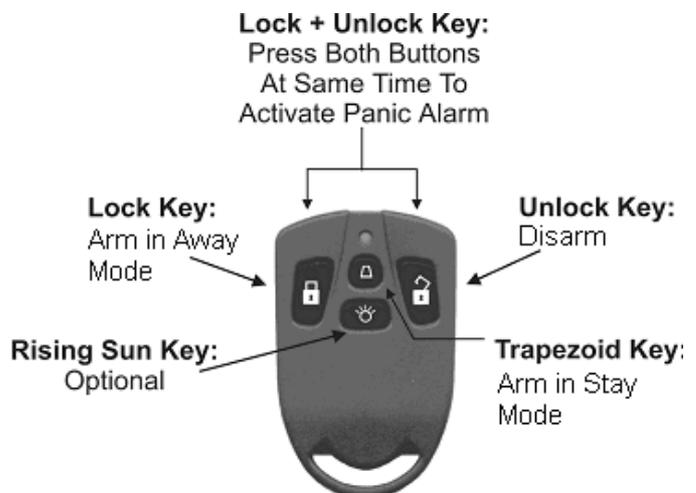 Lock + Unlock Key:
Press Both Buttons
At Same Time To
Activate Panic Alarm
Lock Key:
Arm in Away
Mode
Unlock Key:
Disarm
Rising Sun Key:
Optional
Trapezoid Key:
Arm in Stay
Mode